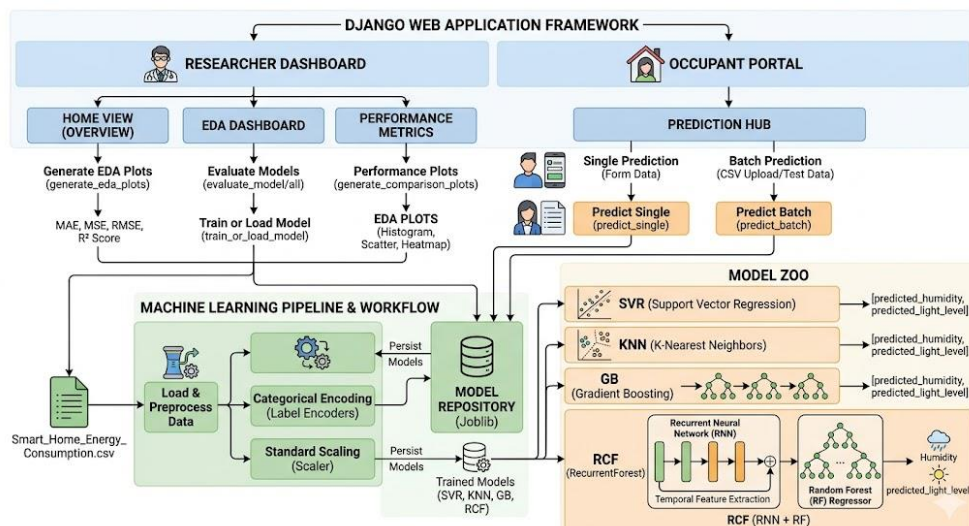 DJANGO WEB APPLICATION FRAMEWORK
RESEARCHER DASHBOARD
OCCUPANT PORTAL
HOME VIEW
(OVERVIEW)
EDA DASHBOARD
PERFORMANCE
METRICS
PREDICTION HUB
Generate EDA Plots
(generate_eda_plots)
Evaluate Models
(evaluate_model/all)
Performance Plots
(generate_comparison_plots)
Single Prediction
(Form Data)
Batch Prediction
(CSV Upload/Test Data)
MAE, MSE, RMSE,
R² Score
Train or Load Model
(train_or_load_model)
EDA PLOTS
(Histogram,
Scatter, Heatmap)
Predict Single
(predict_single)
Predict Batch
(predict_batch)
MACHINE LEARNING PIPELINE & WORKFLOW
MODEL ZOO
Load &
Preprocess
Data
Categorical Encoding
(Label Encoders)
Standard Scaling
(Scaler)
Persist
Models
MODEL
REPOSITORY
(Joblib)
Persist
Models
Trained Models
(SVR, KNN, GB,
RCF)
Smart_Home_Energy_
Consumption.csv
SVR (Support Vector Regression)
[predicted_humidity,
predicted_light_level]
KNN (K-Nearest Neighbors)
[predicted_humidity,
predicted_light_level]
GB
(Gradient Boosting)
[predicted_humidity,
predicted_light_level]
RCF
(RecurrentForest)
Recurrent Neural
Network (RNN)
Temporal Feature Extraction
Random Forest
(RF) Regressor
Humidity
predicted_light_level]
RCF (RNN + RF)